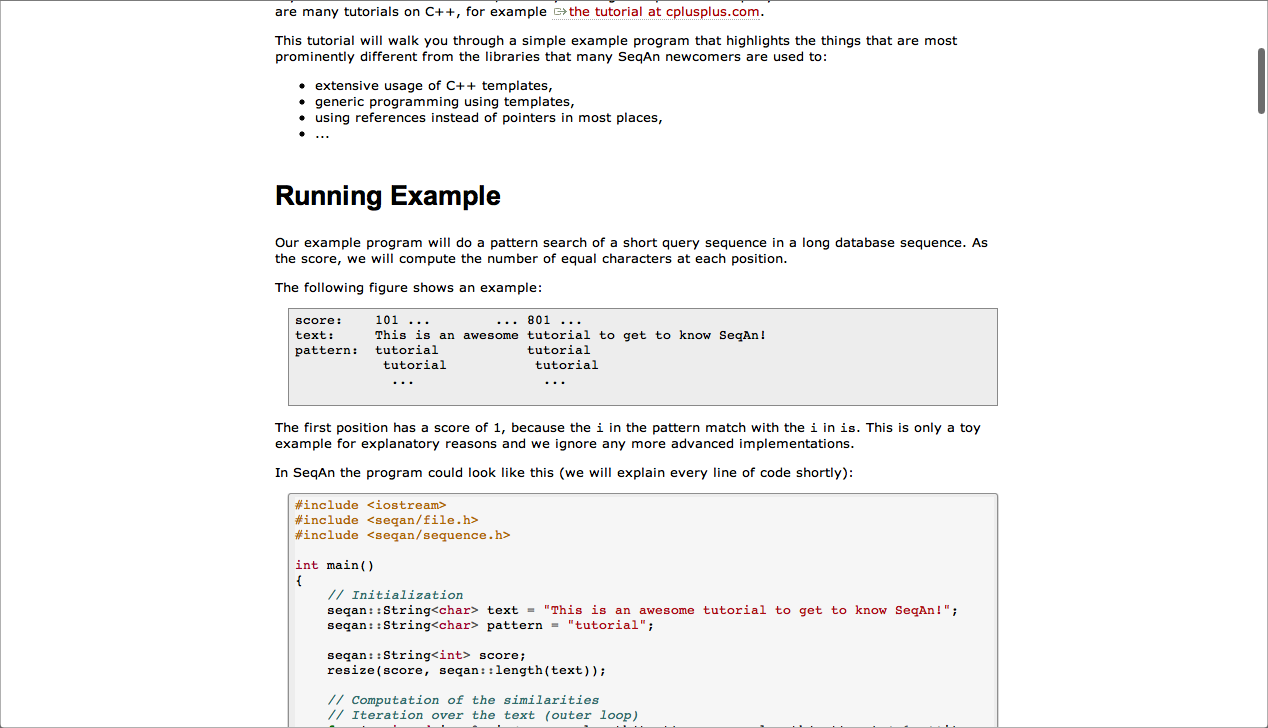 are many tutorials on C++, for example the tutorial at cplusplus.com.
This tutorial will walk you through a simple example program that highlights the things that are most
prominently different from the libraries that many SeqAn newcomers are used to:
• extensive usage of C++ templates,
• generic programming using templates,
• using references instead of pointers in most places,
• ...
Running Example
Our example program will do a pattern search of a short query sequence in a long database sequence. As
the score, we will compute the number of equal characters at each position.
The following figure shows an example:
score:    101 ...        ... 801 ...
text:     This is an awesome tutorial to get to know SeqAn!
pattern:  tutorial           tutorial
           tutorial           tutorial
            ...                ...
The first position has a score of 1, because the i in the pattern match with the i in is. This is only a toy
example for explanatory reasons and we ignore any more advanced implementations.
In SeqAn the program could look like this (we will explain every line of code shortly):
#include <iostream>
#include <seqan/file.h>
#include <seqan/sequence.h>
int main()
{
    // Initialization
    seqan::String<char> text = "This is an awesome tutorial to get to know SeqAn!";
    seqan::String<char> pattern = "tutorial";
    seqan::String<int> score;
    resize(score, seqan::length(text));
    // Computation of the similarities
    // Iteration over the text (outer loop)